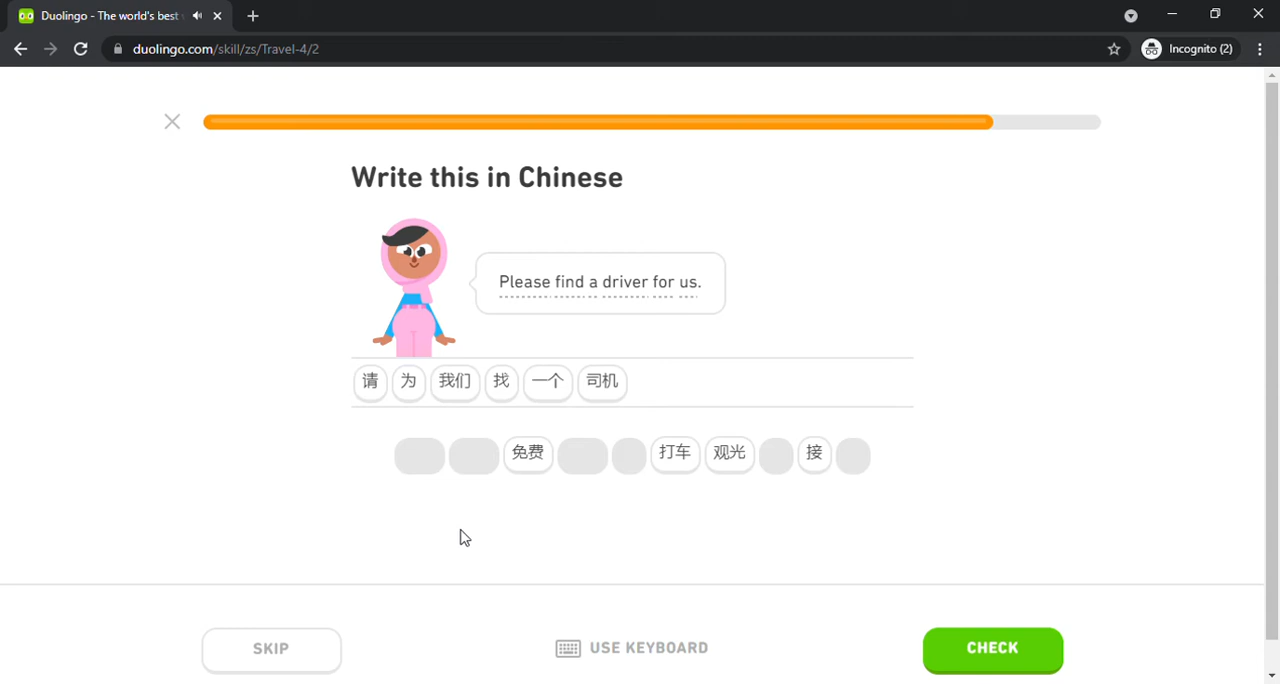 Duolingo - The world's best
duolingo.com/skill/zs/Travel-4/2
Incognito (2)
Write this in Chinese
Please find a driver for us.
请 为 我们 找 一个 司机
免费 打车 观光 接
SKIP
USE KEYBOARD
CHECK